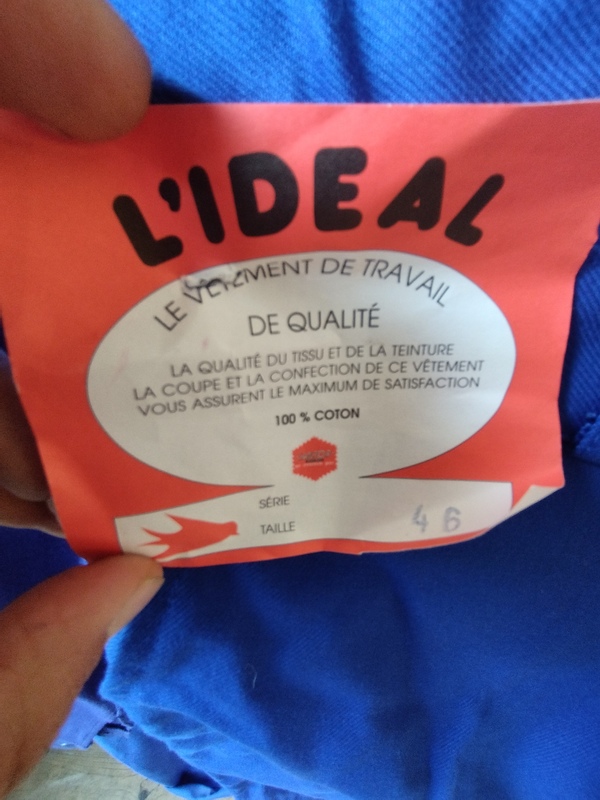 L'IDEAL
LE VÊTEMENT DE TRAVAIL
DE QUALITÉ
LA QUALITÉ DU TISSU ET DE LA TEINTURE
LA COUPE ET LA CONFECTION DE CE VÊTEMENT
VOUS ASSURENT LE MAXIMUM DE SATISFACTION
100 % COTON
SÉRIE
TAILLE 46